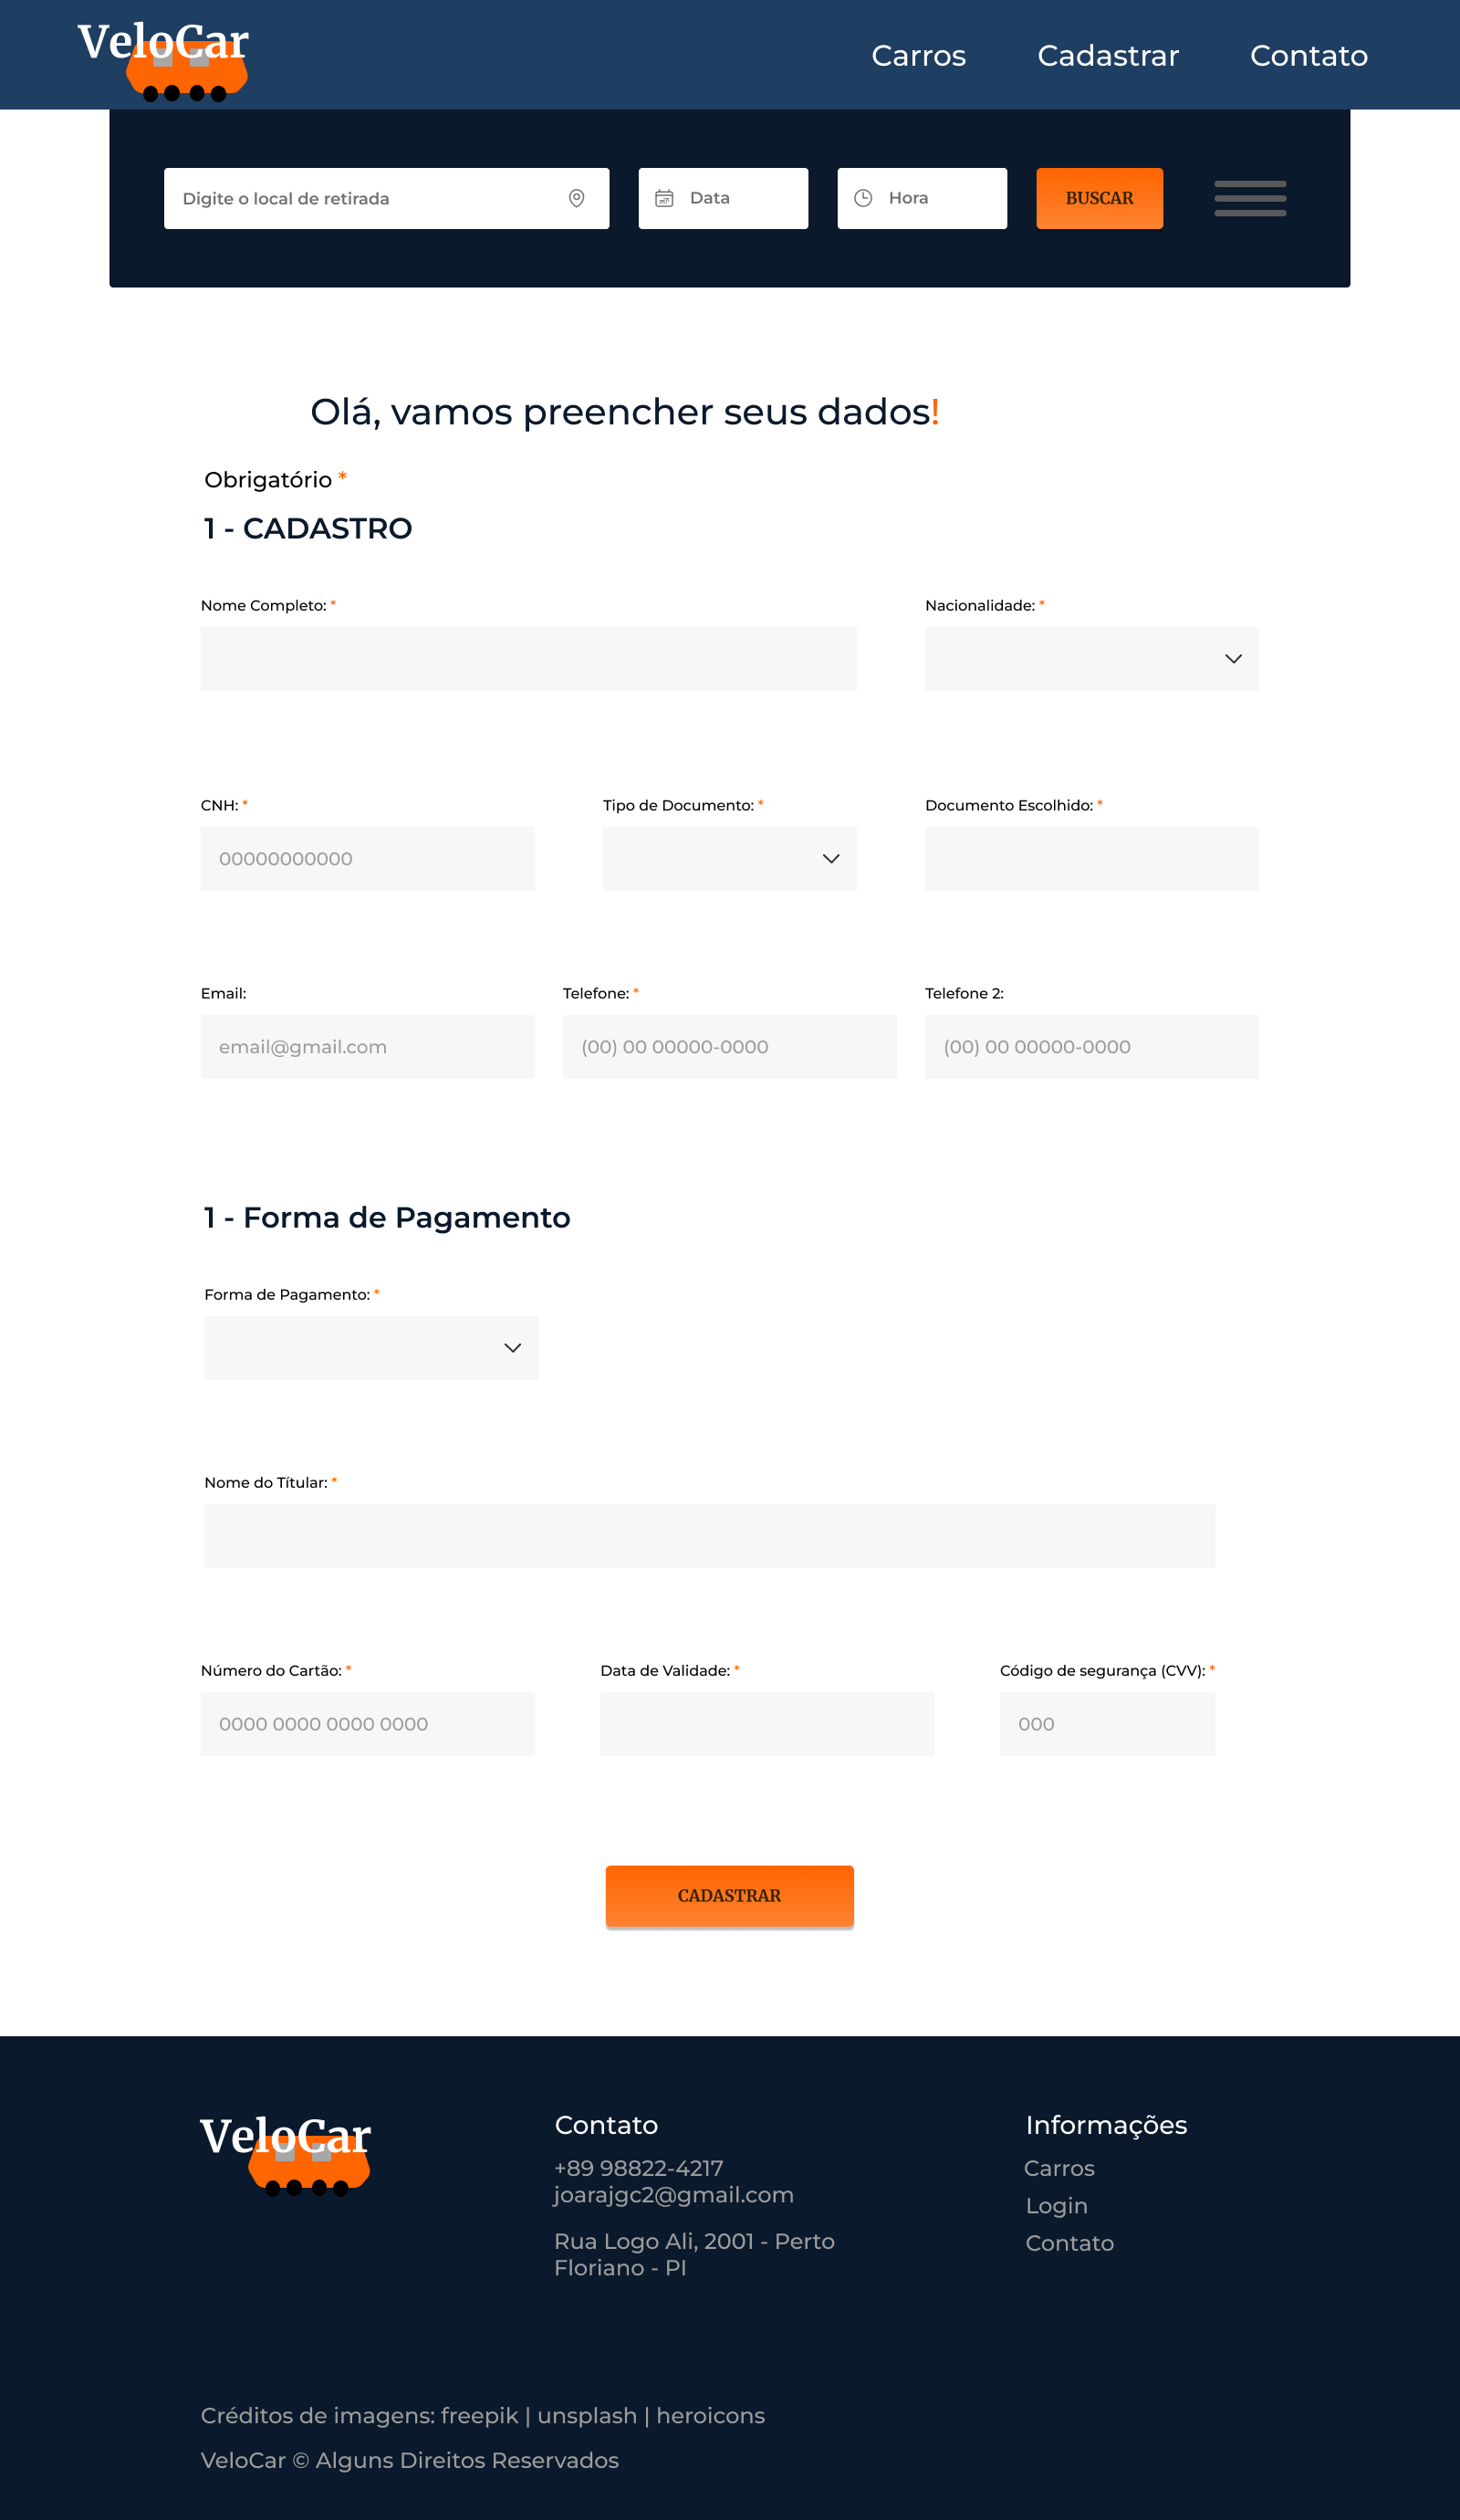 VeloCar
Carros Cadastrar Contato
Digite o local de retirada Data Hora BUSCAR
Olá, vamos preencher seus dados!
Obrigatório *
1 - CADASTRO
Nome Completo: * Nacionalidade: *
CNH: * Tipo de Documento: * Documento Escolhido: *
00000000000
Email: Telefone: * Telefone 2:
email@gmail.com (00) 00 00000-0000 (00) 00 00000-0000
1 - Forma de Pagamento
Forma de Pagamento: *
Nome do Títular: *
Número do Cartão: * Data de Validade: * Código de segurança (CVV): *
0000 0000 0000 0000 000
CADASTRAR
VeloCar
Contato
+89 98822-4217
joarajgc2@gmail.com
Rua Logo Ali, 2001 - Perto
Floriano - PI
Informações
Carros
Login
Contato
Créditos de imagens: freepik | unsplash | heroicons
VeloCar © Alguns Direitos Reservados